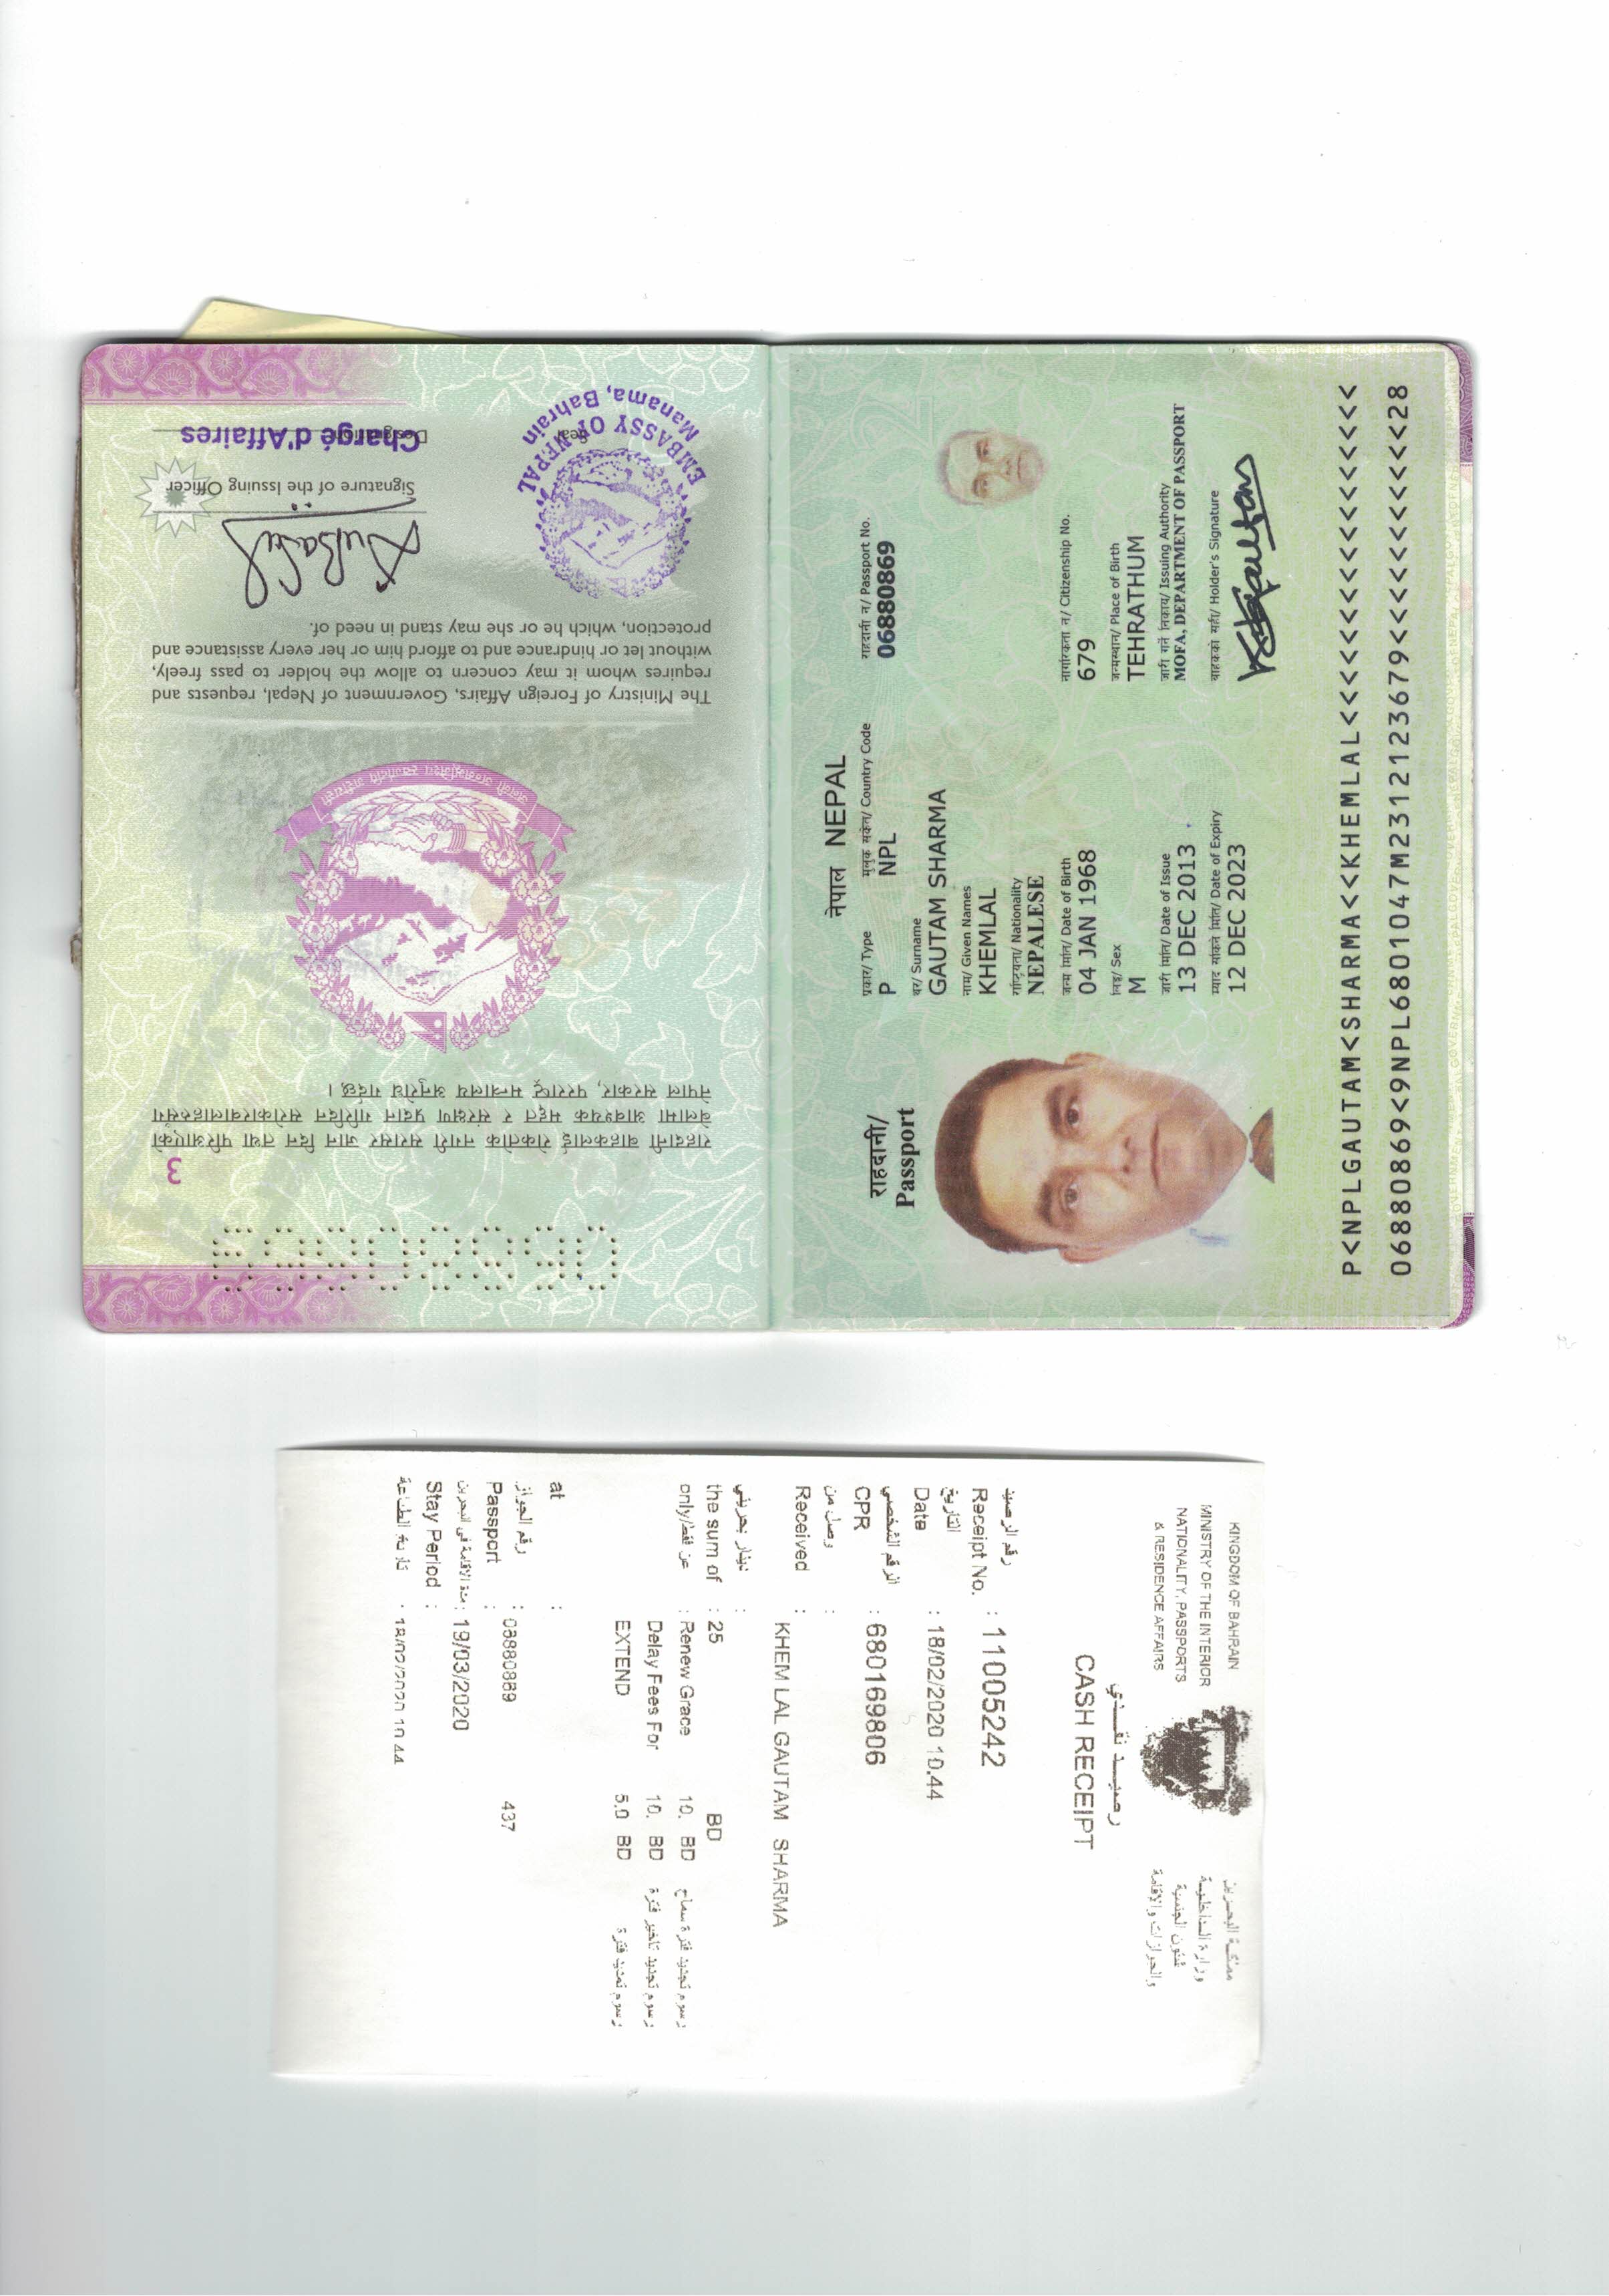 3
राहदानी वाहकलाई रोकतोक नगरी सरासर जान दिन तथा परिआएको
बेलामा आवश्यक मद्दत र संरक्षण प्रदान गरिदिन सरोकारवालाहरूसँग
नेपाल सरकार, परराष्ट्र मन्त्रालय अनुरोध गर्दछ ।
The Ministry of Foreign Affairs, Government of Nepal, requests and
requires whom it may concern to allow the holder to pass freely,
without let or hindrance and to afford him or her every assistance and
protection, which he or she may stand in need of.
Signature of the Issuing Officer
Chargé d'Affaires
Seal
EMBASSY OF NEPAL
Manama, Bahrain
राहदानी/
Passport
नेपाल NEPAL
प्रकार/ Type
P
मुलुक संकेत/ Country Code
NPL
राहदानी नं/ Passport No.
06880869
थर/ Surname
GAUTAM SHARMA
नाम/ Given Names
KHEMLAL
राष्ट्रियता/ Nationality
NEPALESE
जन्म मिति/ Date of Birth
04 JAN 1968
नागरिकता नं/ Citizenship No.
679
लिङ्ग/ Sex
M
जन्मस्थान/ Place of Birth
TEHRATHUM
जारी मिति/ Date of Issue
13 DEC 2013
जारी गर्ने निकाय/ Issuing Authority
MOFA, DEPARTMENT OF PASSPORT
म्याद सकिने मिति/ Date of Expiry
12 DEC 2023
वाहकको सही/ Holder's Signature
P<NPLGAUTAM<SHARMA<<KHEMLAL<<<<<<<<<<<<<<<<<
06880869<9NPL6801047M2312123679<<<<<<<<<<<28
KINGDOM OF BAHRAIN
MINISTRY OF THE INTERIOR
NATIONALITY, PASSPORTS
& RESIDENCE AFFAIRS
مملكة البحرين
وزارة الداخلية
شئون الجنسية
والجوازات والإقامة
رصيد نقدي
CASH RECEIPT
رقم الرصيد
Receipt No. : 11005242
التاريخ
Date : 18/02/2020 10.44
الرقم الشخصي
CPR : 680169806
وصل من :
Received : KHEM LAL GAUTAM SHARMA
دينار بحريني :
the sum of : 25 BD
only/عن فقط : Renew Grace 10. BD رسوم تجديد فترة سماح
Delay Fees For 10. BD رسوم تجديد تاخير فترة
EXTEND 5.0 BD رسوم تمديد فترة
at :
رقم الجواز : 437
Passport :
مدة الاقامة في البحرين : 19/03/2020
Stay Period :
18/02/2020 10.44